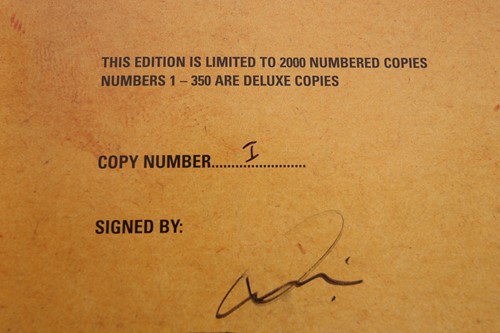 THIS EDITION IS LIMITED TO 2000 NUMBERED COPIES
NUMBERS 1 – 350 ARE DELUXE COPIES
COPY NUMBER........I................
SIGNED BY: